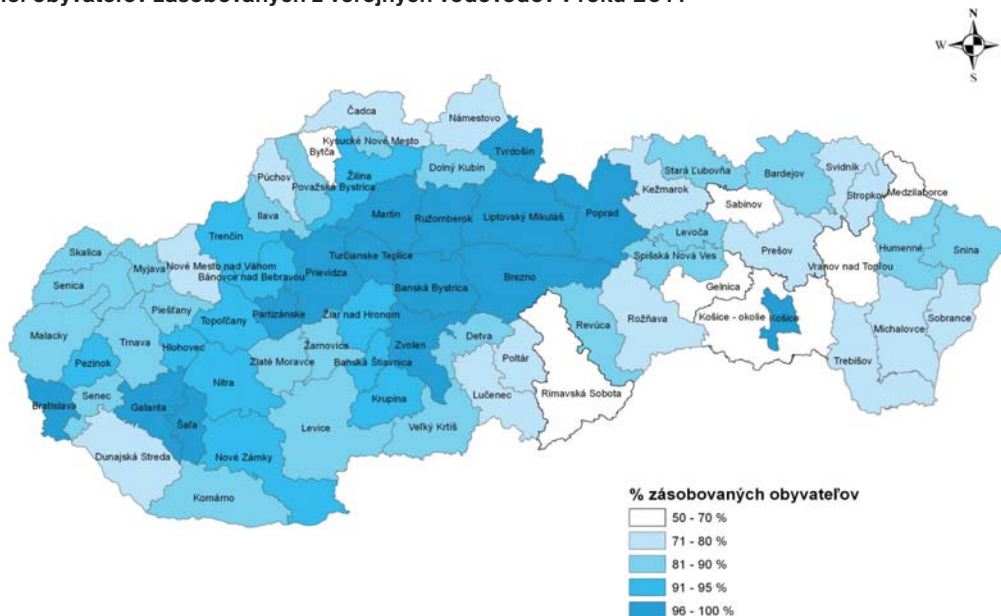 obyvateľov zásobovaných z verejných vodovodov v roku 2011
N
W E
S
Čadca
Námestovo
Kysucké Nové Mesto
Bytča
Tvrdošín
Dolný Kubín
Stará Ľubovňa
Bardejov
Svidník
Púchov
Žilina
Považská Bystrica
Kežmarok
Stropkov
Medzilaborce
Sabinov
Ilava
Martin
Ružomberok
Liptovský Mikuláš
Poprad
Levoča
Trenčín
Prešov
Humenné
Snina
Skalica
Turčianske Teplice
Spišská Nová Ves
Myjava
Nové Mesto nad Váhom
Bánovce nad Bebravou
Prievidza
Brezno
Vranov nad Topľou
Senica
Banská Bystrica
Gelnica
Piešťany
Partizánske
Žiar nad Hronom
Rožňava
Košice - okolie
Košice
Sobrance
Malacky
Trnava
Hlohovec
Topoľčany
Revúca
Michalovce
Žarnovica
Zvolen
Detva
Pezinok
Zlaté Moravce
Banská Štiavnica
Poltár
Trebišov
Nitra
Senec
Krupina
Lučenec
Rimavská Sobota
Bratislava
Galanta
Šaľa
Levice
Veľký Krtíš
Dunajská Streda
Nové Zámky
Komárno
% zásobovaných obyvateľov
50 - 70 %
71 - 80 %
81 - 90 %
91 - 95 %
96 - 100 %